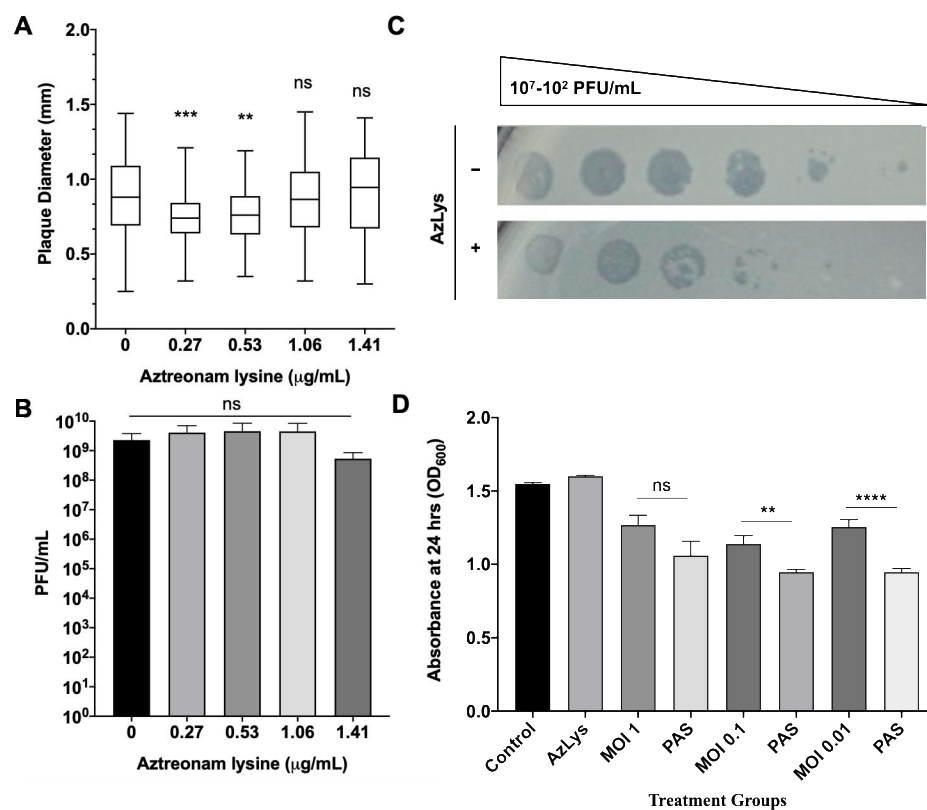 A
2.0
1.5
1.0
0.5
0.0
Plaque Diameter (mm)
***
**
ns
ns
0 0.27 0.53 1.06 1.41
Aztreonam lysine (μg/mL)
B
ns
10¹⁰
10⁹
10⁸
10⁷
10⁶
10⁵
10⁴
10³
10²
10¹
10⁰
PFU/mL
0 0.27 0.53 1.06 1.41
Aztreonam lysine (μg/mL)
C
10⁷-10² PFU/mL
AzLys
−
+
D
2.0
1.5
1.0
0.5
0.0
Absorbance at 24 hrs (OD₆₀₀)
ns
**
****
Control
AzLys
MOI 1
PAS
MOI 0.1
PAS
MOI 0.01
PAS
Treatment Groups